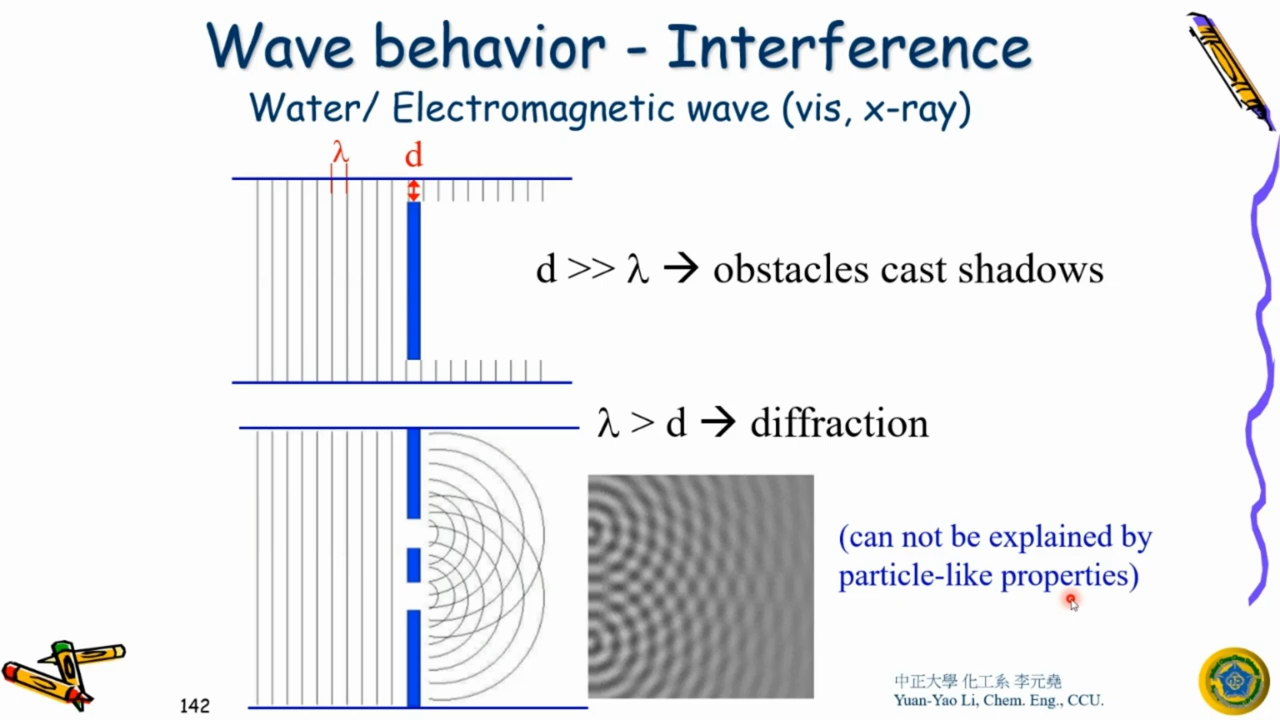 Wave behavior - Interference
Water/ Electromagnetic wave (vis, x-ray)
λ
d
d >> λ → obstacles cast shadows
λ > d → diffraction
(can not be explained by
particle-like properties)
142
中正大學 化工系 李元堯
Yuan-Yao Li, Chem. Eng., CCU.